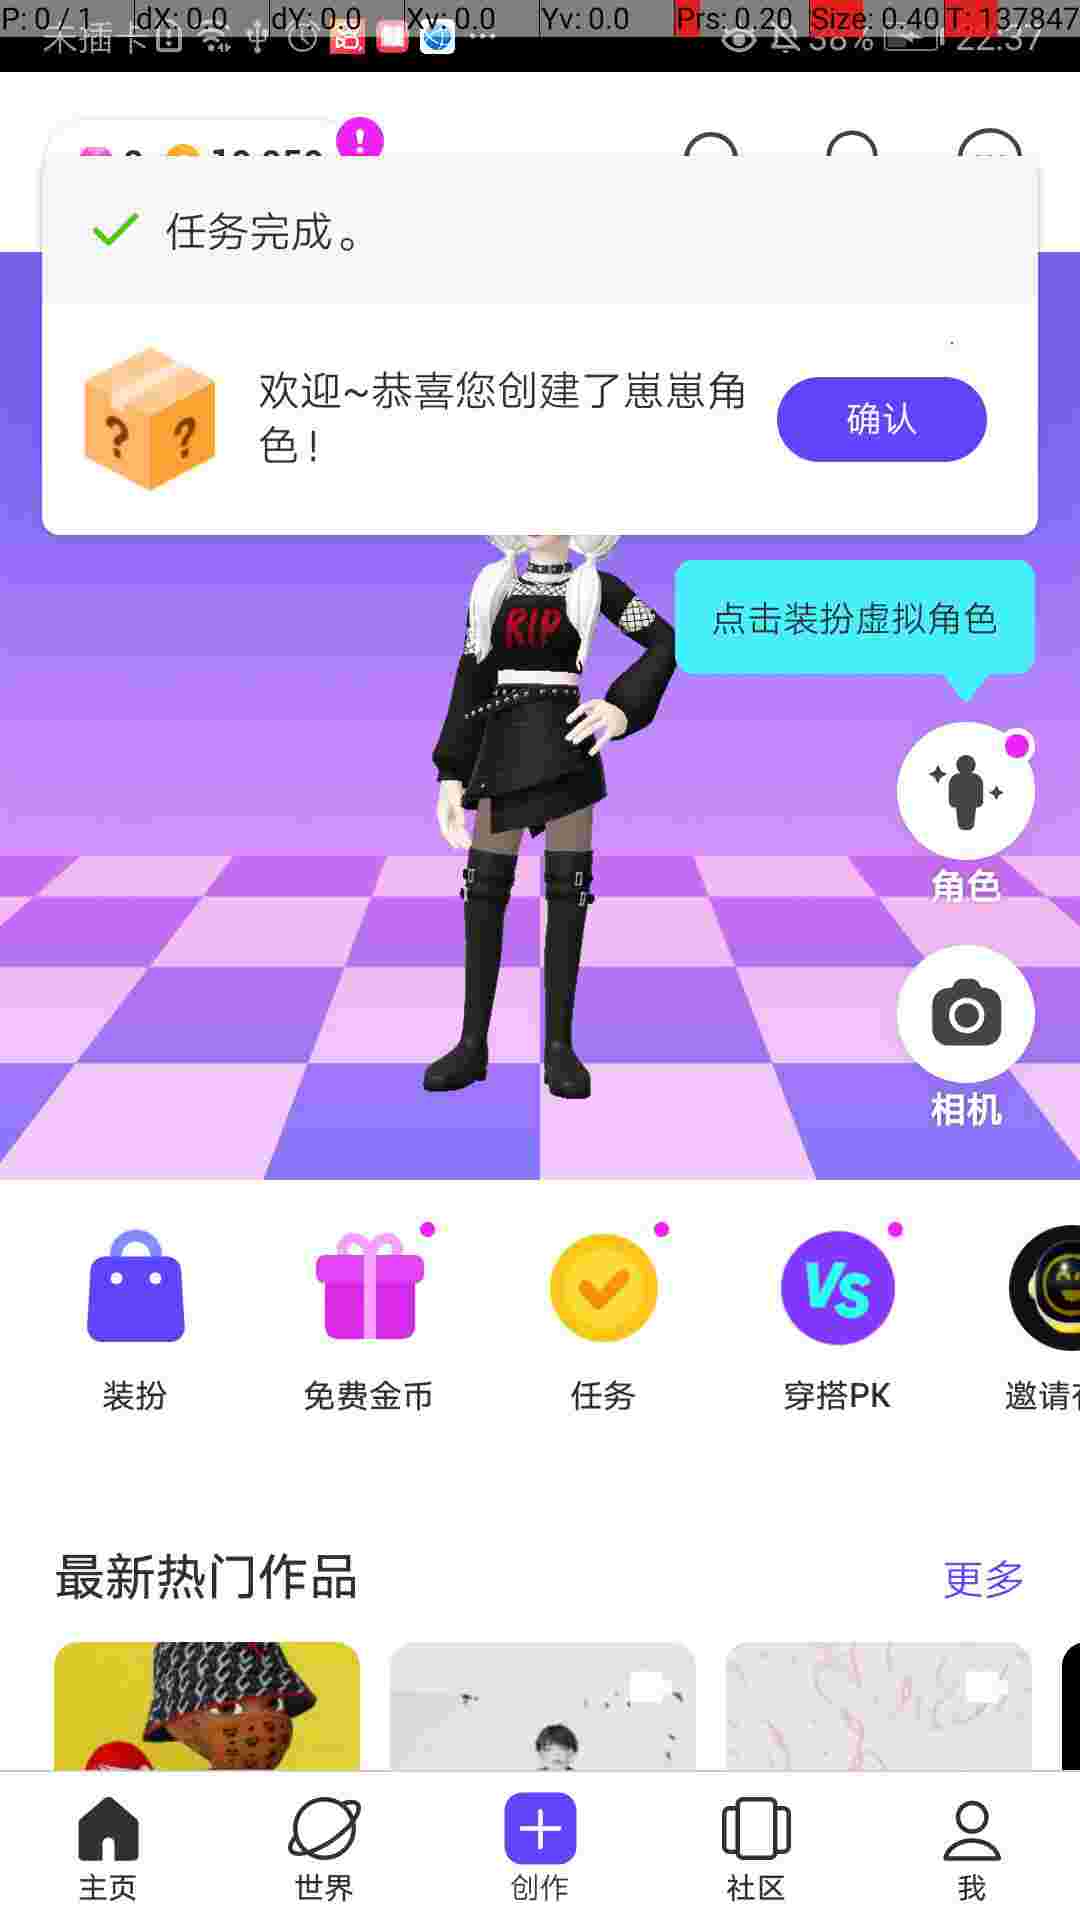 P: 0 / 1 dX: 0.0 dY: 0.0 Xv: 0.0 Yv: 0.0 Prs: 0.20 Size: 0.40 T: 137847
未插卡 38% 22:37
任务完成。
欢迎~恭喜您创建了崽崽角
色！
确认
RIP
点击装扮虚拟角色
角色
相机
VS
装扮 免费金币 任务 穿搭PK 邀请
最新热门作品 更多
主页 世界 创作 社区 我